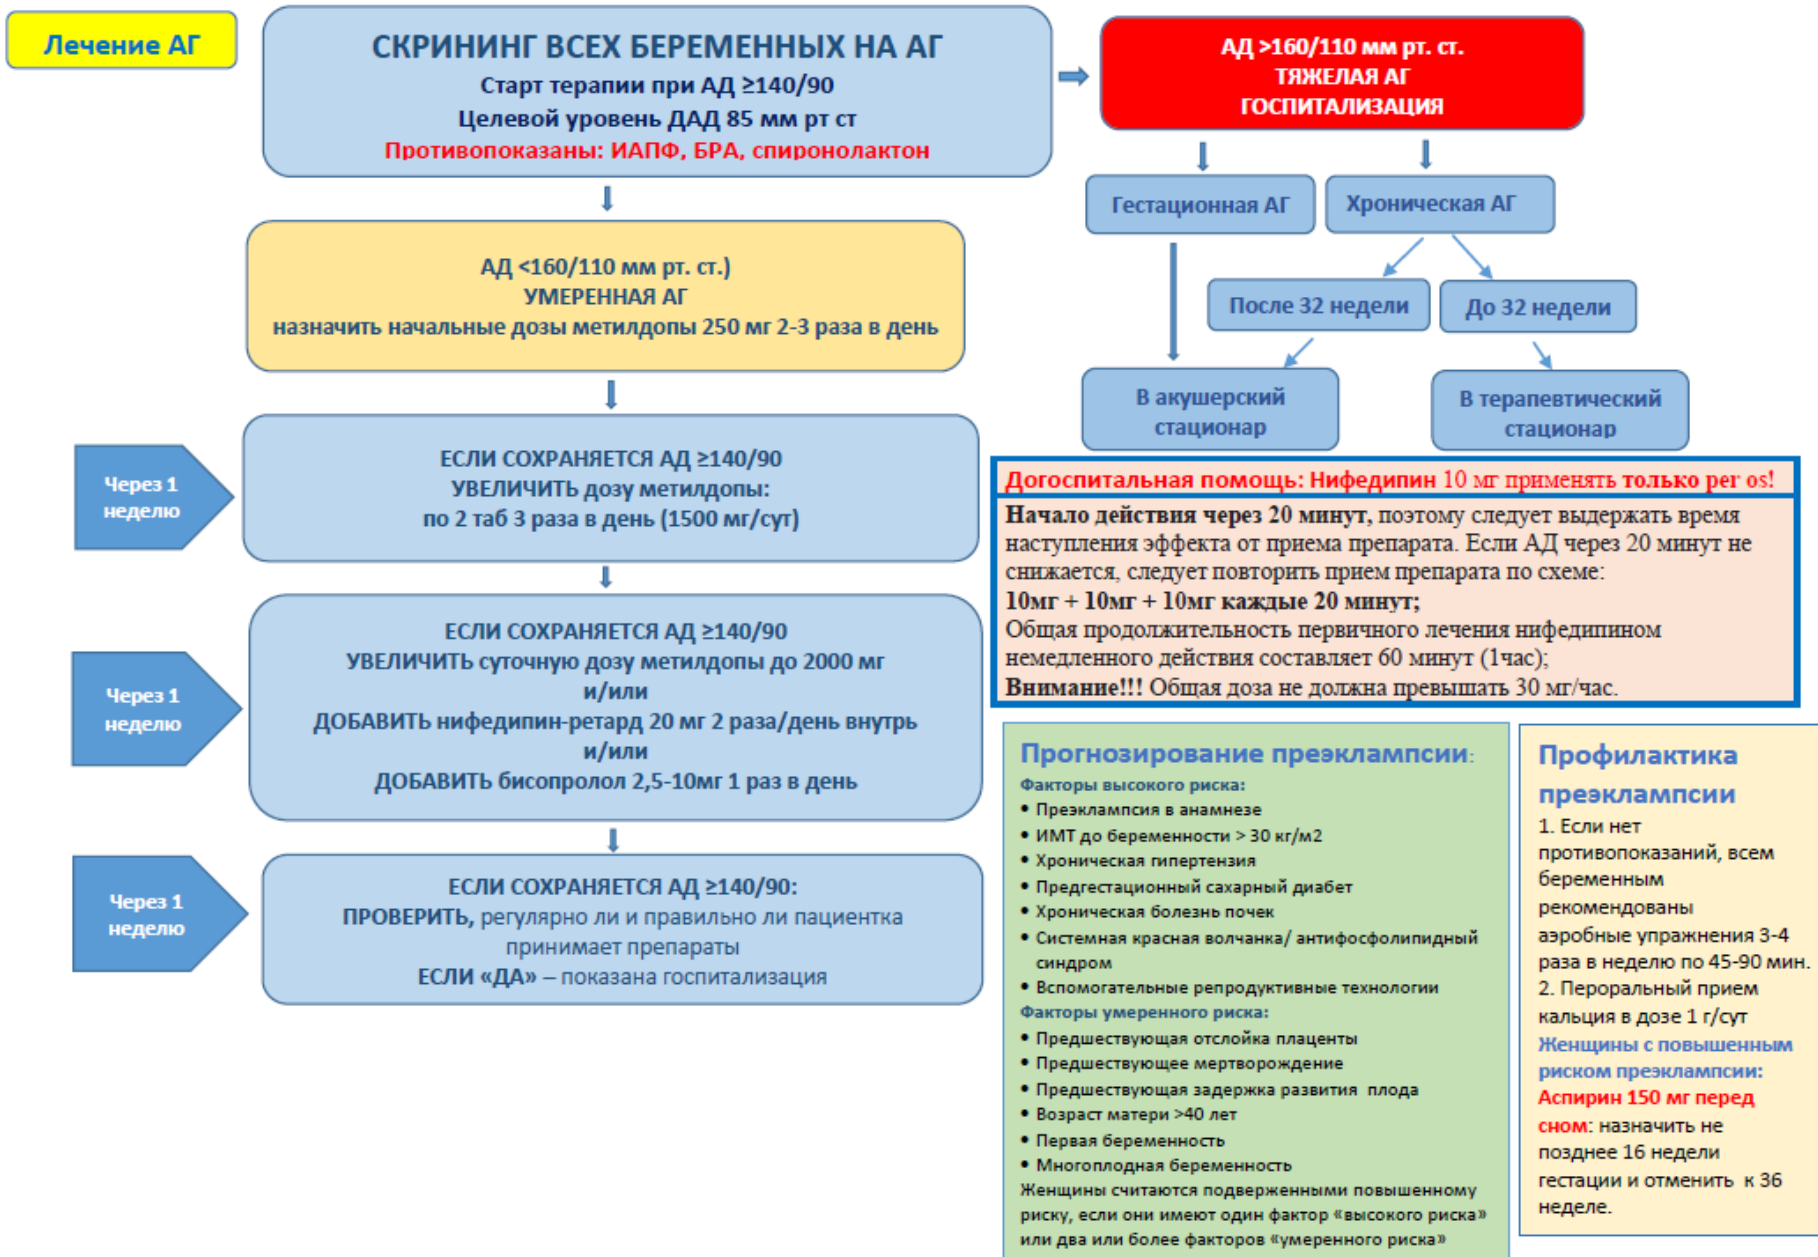 Лечение АГ
СКРИНИНГ ВСЕХ БЕРЕМЕННЫХ НА АГ
Старт терапии при АД ≥140/90
Целевой уровень ДАД 85 мм рт ст
Противопоказаны: ИАПФ, БРА, спиронолактон
АД >160/110 мм рт. ст.
ТЯЖЕЛАЯ АГ
ГОСПИТАЛИЗАЦИЯ
Гестационная АГ
Хроническая АГ
После 32 недели
До 32 недели
В акушерский
стационар
В терапевтический
стационар
АД <160/110 мм рт. ст.)
УМЕРЕННАЯ АГ
назначить начальные дозы метилдопы 250 мг 2-3 раза в день
Через 1
неделю
ЕСЛИ СОХРАНЯЕТСЯ АД ≥140/90
УВЕЛИЧИТЬ дозу метилдопы:
по 2 таб 3 раза в день (1500 мг/сут)
Через 1
неделю
ЕСЛИ СОХРАНЯЕТСЯ АД ≥140/90
УВЕЛИЧИТЬ суточную дозу метилдопы до 2000 мг
и/или
ДОБАВИТЬ нифедипин-ретард 20 мг 2 раза/день внутрь
и/или
ДОБАВИТЬ бисопролол 2,5-10мг 1 раз в день
Через 1
неделю
ЕСЛИ СОХРАНЯЕТСЯ АД ≥140/90:
ПРОВЕРИТЬ, регулярно ли и правильно ли пациентка
принимает препараты
ЕСЛИ «ДА» – показана госпитализация
Догоспитальная помощь: Нифедипин 10 мг применять только per os!
Начало действия через 20 минут, поэтому следует выдержать время
наступления эффекта от приема препарата. Если АД через 20 минут не
снижается, следует повторить прием препарата по схеме:
10мг + 10мг + 10мг каждые 20 минут;
Общая продолжительность первичного лечения нифедипином
немедленного действия составляет 60 минут (1час);
Внимание!!! Общая доза не должна превышать 30 мг/час.
Прогнозирование преэклампсии:
Факторы высокого риска:
• Преэклампсия в анамнезе
• ИМТ до беременности > 30 кг/м2
• Хроническая гипертензия
• Предгестационный сахарный диабет
• Хроническая болезнь почек
• Системная красная волчанка/ антифосфолипидный
синдром
• Вспомогательные репродуктивные технологии
Факторы умеренного риска:
• Предшествующая отслойка плаценты
• Предшествующее мертворождение
• Предшествующая задержка развития плода
• Возраст матери >40 лет
• Первая беременность
• Многоплодная беременность
Женщины считаются подверженными повышенному
риску, если они имеют один фактор «высокого риска»
или два или более факторов «умеренного риска»
Профилактика
преэклампсии
1. Если нет
противопоказаний, всем
беременным
рекомендованы
аэробные упражнения 3-4
раза в неделю по 45-90 мин.
2. Пероральный прием
кальция в дозе 1 г/сут
Женщины с повышенным
риском преэклампсии:
Аспирин 150 мг перед
сном: назначить не
позднее 16 недели
гестации и отменить к 36
неделе.